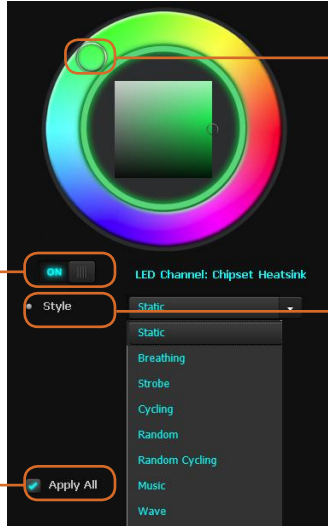 ON
LED Channel: Chipset Heatsink
Style
Static
Static
Breathing
Strobe
Cycling
Random
Random Cycling
Apply All
Music
Wave